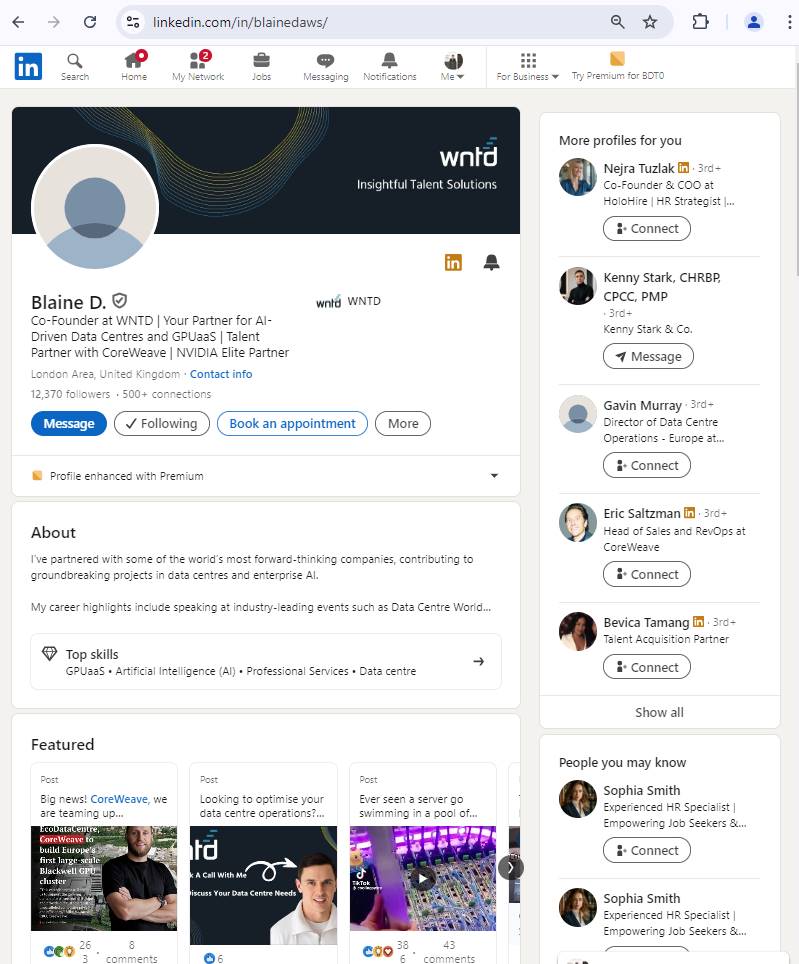 linkedin.com/in/blainedaws/
in
Search
Home
2
My Network
Jobs
Messaging
Notifications
Me
For Business
Try Premium for BDT0
wntd
Insightful Talent Solutions
in
Blaine D.
wntd WNTD
Co-Founder at WNTD | Your Partner for AI-
Driven Data Centres and GPUaaS | Talent
Partner with CoreWeave | NVIDIA Elite Partner
London Area, United Kingdom · Contact info
12,370 followers · 500+ connections
Message
Following
Book an appointment
More
Profile enhanced with Premium
About
I've partnered with some of the world's most forward-thinking companies, contributing to
groundbreaking projects in data centres and enterprise AI.
My career highlights include speaking at industry-leading events such as Data Centre World...
Top skills
GPUaaS • Artificial Intelligence (AI) • Professional Services • Data centre
Featured
Post
Big news! CoreWeave, we
are teaming up...
EcoDataCentre,
CoreWeave to
build Europe's
first large-scale
Blackwell GPU
cluster
26
3
·
8
comments
Post
Looking to optimise your
data centre operations?...
ntd
k A Call With Me
Discuss Your Data Centre Needs
6
Post
Ever seen a server go
swimming in a pool of...
TikTok
38
6
·
43
comments
More profiles for you
Nejra Tuzlak in · 3rd+
Co-Founder & COO at
HoloHire | HR Strategist |...
Connect
Kenny Stark, CHRBP,
CPCC, PMP
· 3rd+
Kenny Stark & Co.
Message
Gavin Murray · 3rd+
Director of Data Centre
Operations - Europe at...
Connect
Eric Saltzman in · 3rd+
Head of Sales and RevOps at
CoreWeave
Connect
Bevica Tamang in · 3rd+
Talent Acquisition Partner
Connect
Show all
People you may know
Sophia Smith
Experienced HR Specialist |
Empowering Job Seekers &...
Connect
Sophia Smith
Experienced HR Specialist |
Empowering Job Seekers &...